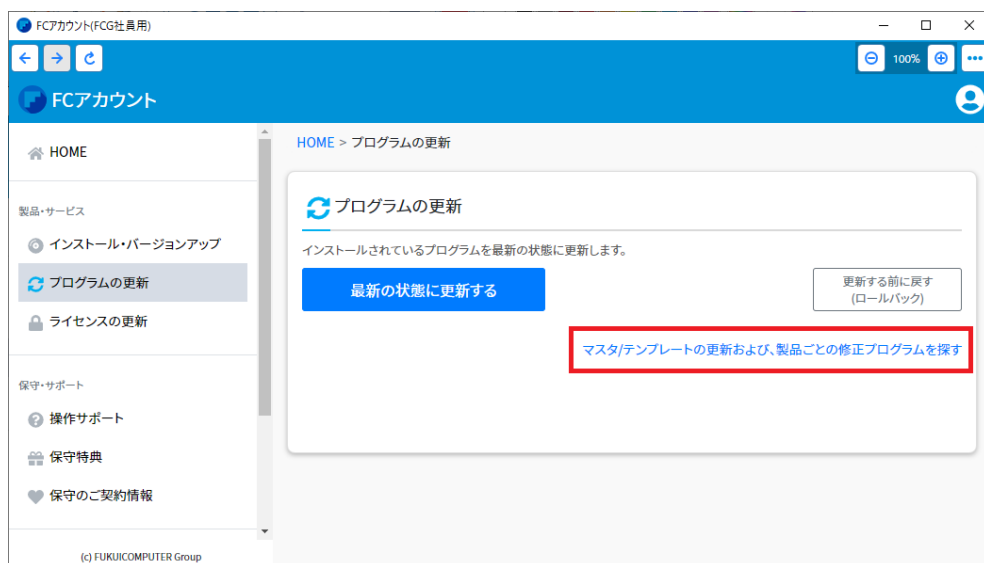 FCアカウント(FCG社員用)
100%
FCアカウント
HOME
製品・サービス
インストール・バージョンアップ
プログラムの更新
ライセンスの更新
保守・サポート
操作サポート
保守特典
保守のご契約情報
(c) FUKUICOMPUTER Group
HOME > プログラムの更新
プログラムの更新
インストールされているプログラムを最新の状態に更新します。
最新の状態に更新する
更新する前に戻す
(ロールバック)
マスタ/テンプレートの更新および、製品ごとの修正プログラムを探す